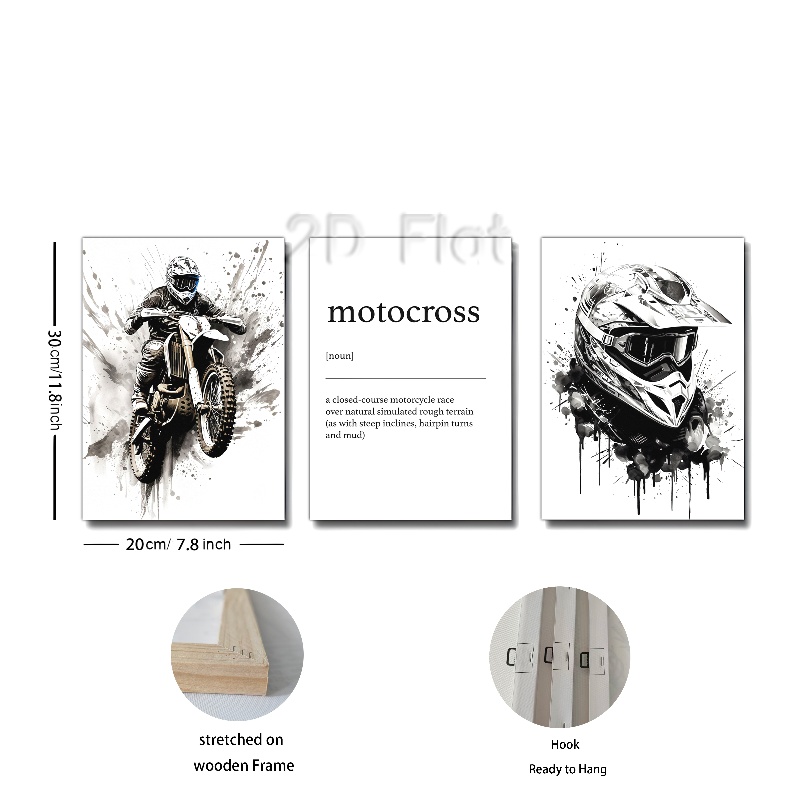 2D Flat
motocross
[noun]
a closed-course motorcycle race
over natural simulated rough terrain
(as with steep inclines, hairpin turns
and mud)
30cm/11.8inch
20cm/ 7.8 inch
stretched on
wooden Frame
Hook
Ready to Hang